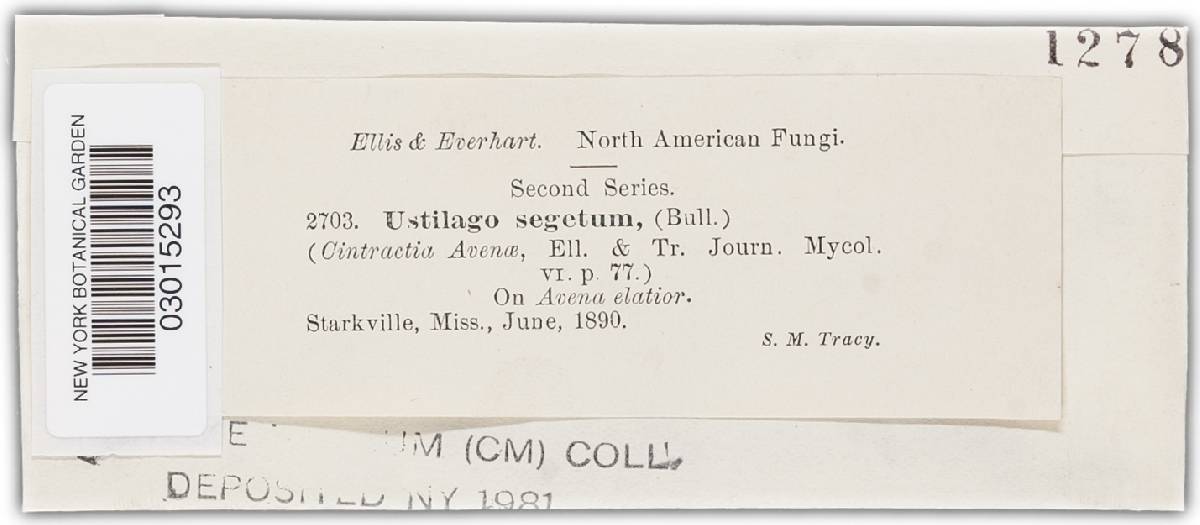 1278
NEW YORK BOTANICAL GARDEN
03015293
Ellis & Everhart. North American Fungi.
Second Series.
2703. Ustilago segetum, (Bull.)
(Cintractia Avenæ, Ell. & Tr. Journ. Mycol.
VI. p. 77.)
On Avena elatior.
Starkville, Miss., June, 1890.
S. M. Tracy.
(CM) COLL.
DEPOSITED NY 1981